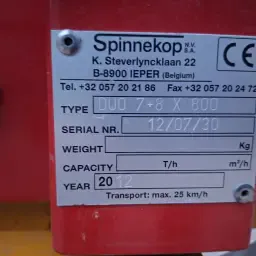 Spinnekop N.V. S.A.
K. Steverlyncklaan 22
B-8900 IEPER (Belgium)
CE
Tel. +32 057 20 21 86 Fax +32 057 20 24 72
TYPE DUO 7+8 X 800
SERIAL NR. 12/07/30
WEIGHT Kg
CAPACITY T/h m³/h
YEAR 2012
Transport: max. 25 km/h